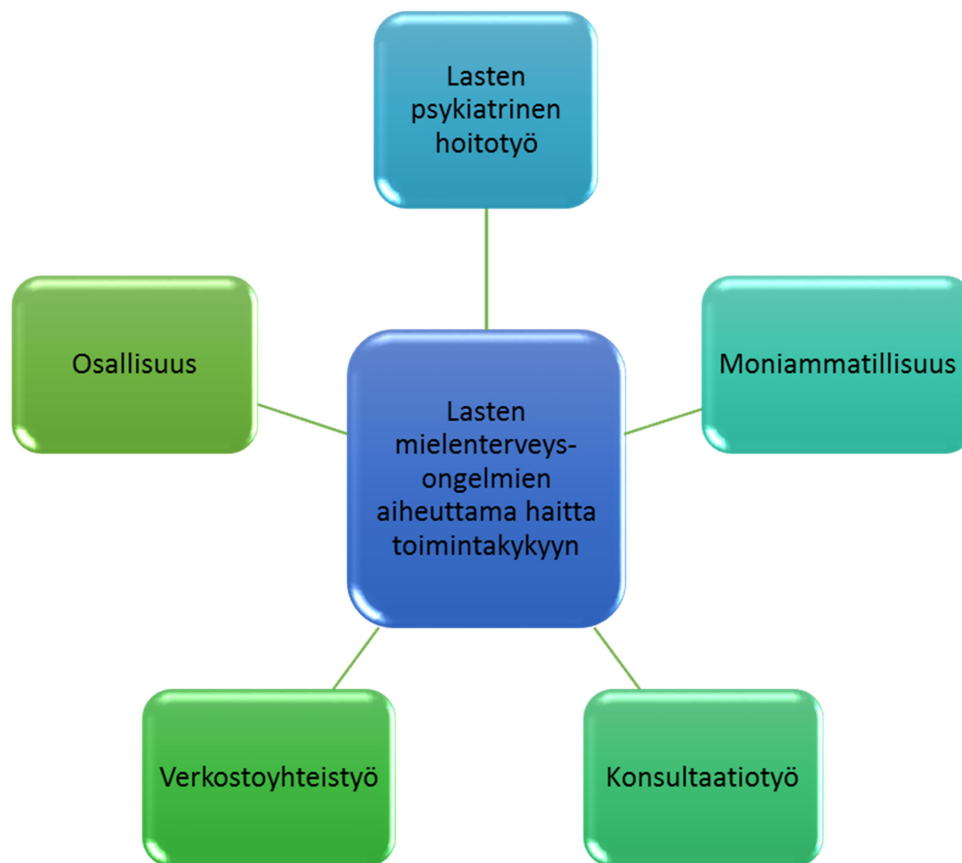 Lasten
psykiatrinen
hoitotyö
Osallisuus
Moniammatillisuus
Lasten
mielenterveys-
ongelmien
aiheuttama haitta
toimintakykyyn
Verkostoyhteistyö
Konsultaatiotyö